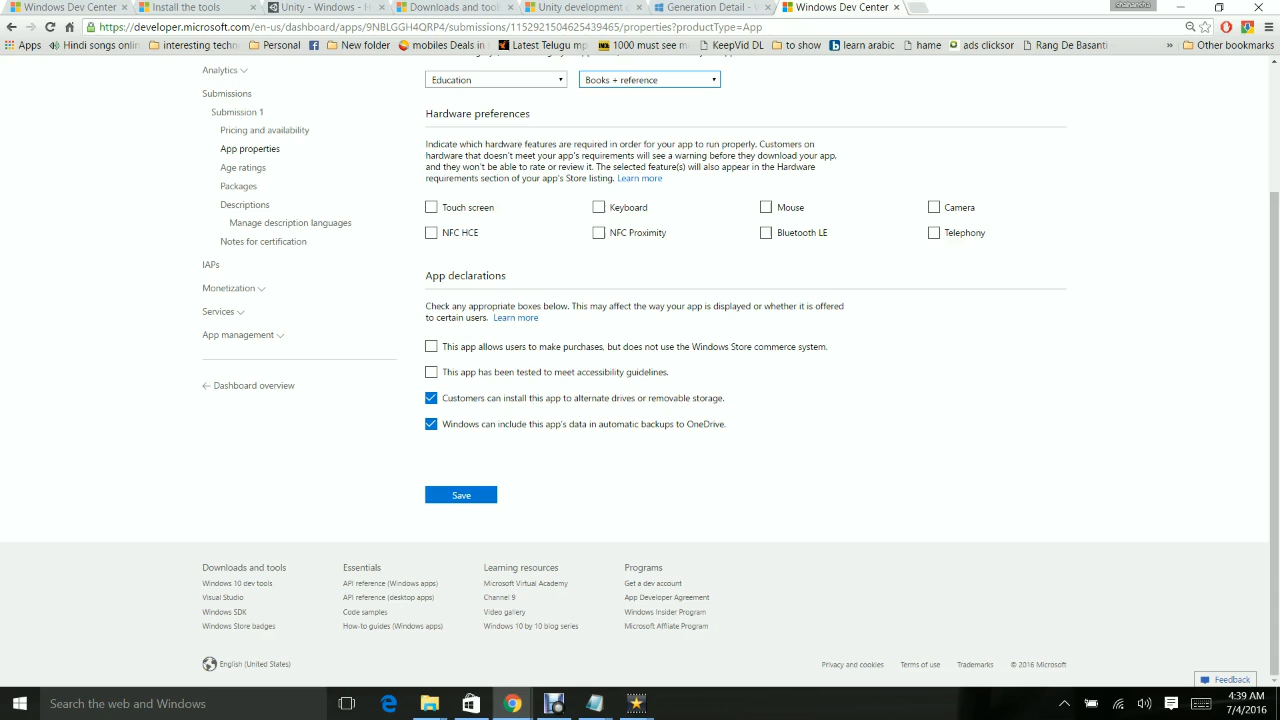 Windows Dev Center
Install the tools
Unity - Windows - H
Downloads and tool
Unity development c
Generation Detail - V
Windows Dev Center
shahansha
https://developer.microsoft.com/en-us/dashboard/apps/9NBLGGH4QRP4/submissions/1152921504625439465/properties?productType=App
Apps
Hindi songs online
interesting techno
Personal
New folder
mobiles Deals in
Latest Telugu mp
1000 must see m
KeepVid DL
to show
learn arabic
hame
ads clicksor
Rang De Basanti
»
Other bookmarks
Analytics
Submissions
Submission 1
Pricing and availability
App properties
Age ratings
Packages
Descriptions
Manage description languages
Notes for certification
IAPs
Monetization
Services
App management
Dashboard overview
Education
Books + reference
Hardware preferences
Indicate which hardware features are required in order for your app to run properly. Customers on
hardware that doesn't meet your app's requirements will see a warning before they download your app,
and they won't be able to rate or review it. The selected feature(s) will also appear in the Hardware
requirements section of your app's Store listing. Learn more
Touch screen
Keyboard
Mouse
Camera
NFC HCE
NFC Proximity
Bluetooth LE
Telephony
App declarations
Check any appropriate boxes below. This may affect the way your app is displayed or whether it is offered
to certain users. Learn more
This app allows users to make purchases, but does not use the Windows Store commerce system.
This app has been tested to meet accessibility guidelines.
Customers can install this app to alternate drives or removable storage.
Windows can include this app's data in automatic backups to OneDrive.
Save
Downloads and tools
Windows 10 dev tools
Visual Studio
Windows SDK
Windows Store badges
Essentials
API reference (Windows apps)
API reference (desktop apps)
Code samples
How-to guides (Windows apps)
Learning resources
Microsoft Virtual Academy
Channel 9
Video gallery
Windows 10 by 10 blog series
Programs
Get a dev account
App Developer Agreement
Windows Insider Program
Microsoft Affiliate Program
English (United States)
Privacy and cookies
Terms of use
Trademarks
© 2016 Microsoft
Feedback
Search the web and Windows
4:39 AM
7/4/2016